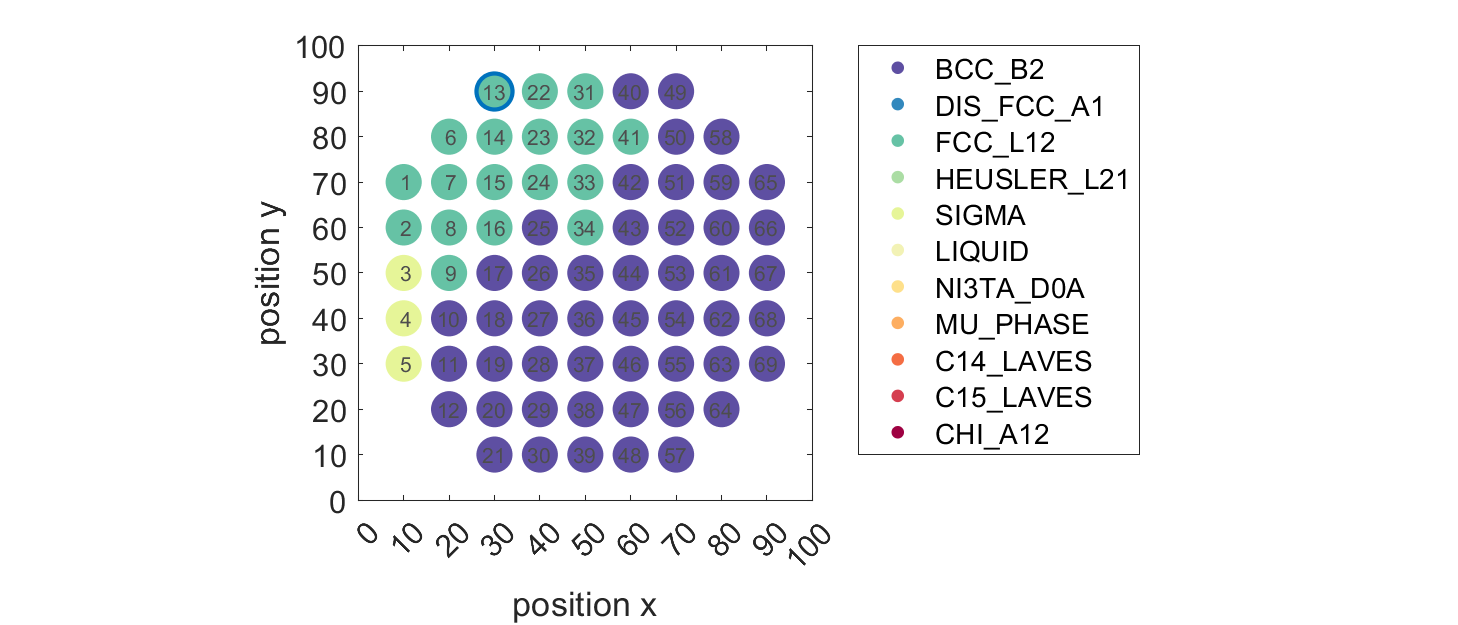 100
90
80
70
60
50
40
30
20
10
0
position y
13 22 31 40 49
6 14 23 32 41 50 58
1 7 15 24 33 42 51 59 65
2 8 16 25 34 43 52 60 66
3 9 17 26 35 44 53 61 67
4 10 18 27 36 45 54 62 68
5 11 19 28 37 46 55 63 69
12 20 29 38 47 56 64
21 30 39 48 57
0 10 20 30 40 50 60 70 80 90 100
position x
BCC_B2
DIS_FCC_A1
FCC_L12
HEUSLER_L21
SIGMA
LIQUID
NI3TA_D0A
MU_PHASE
C14_LAVES
C15_LAVES
CHI_A12